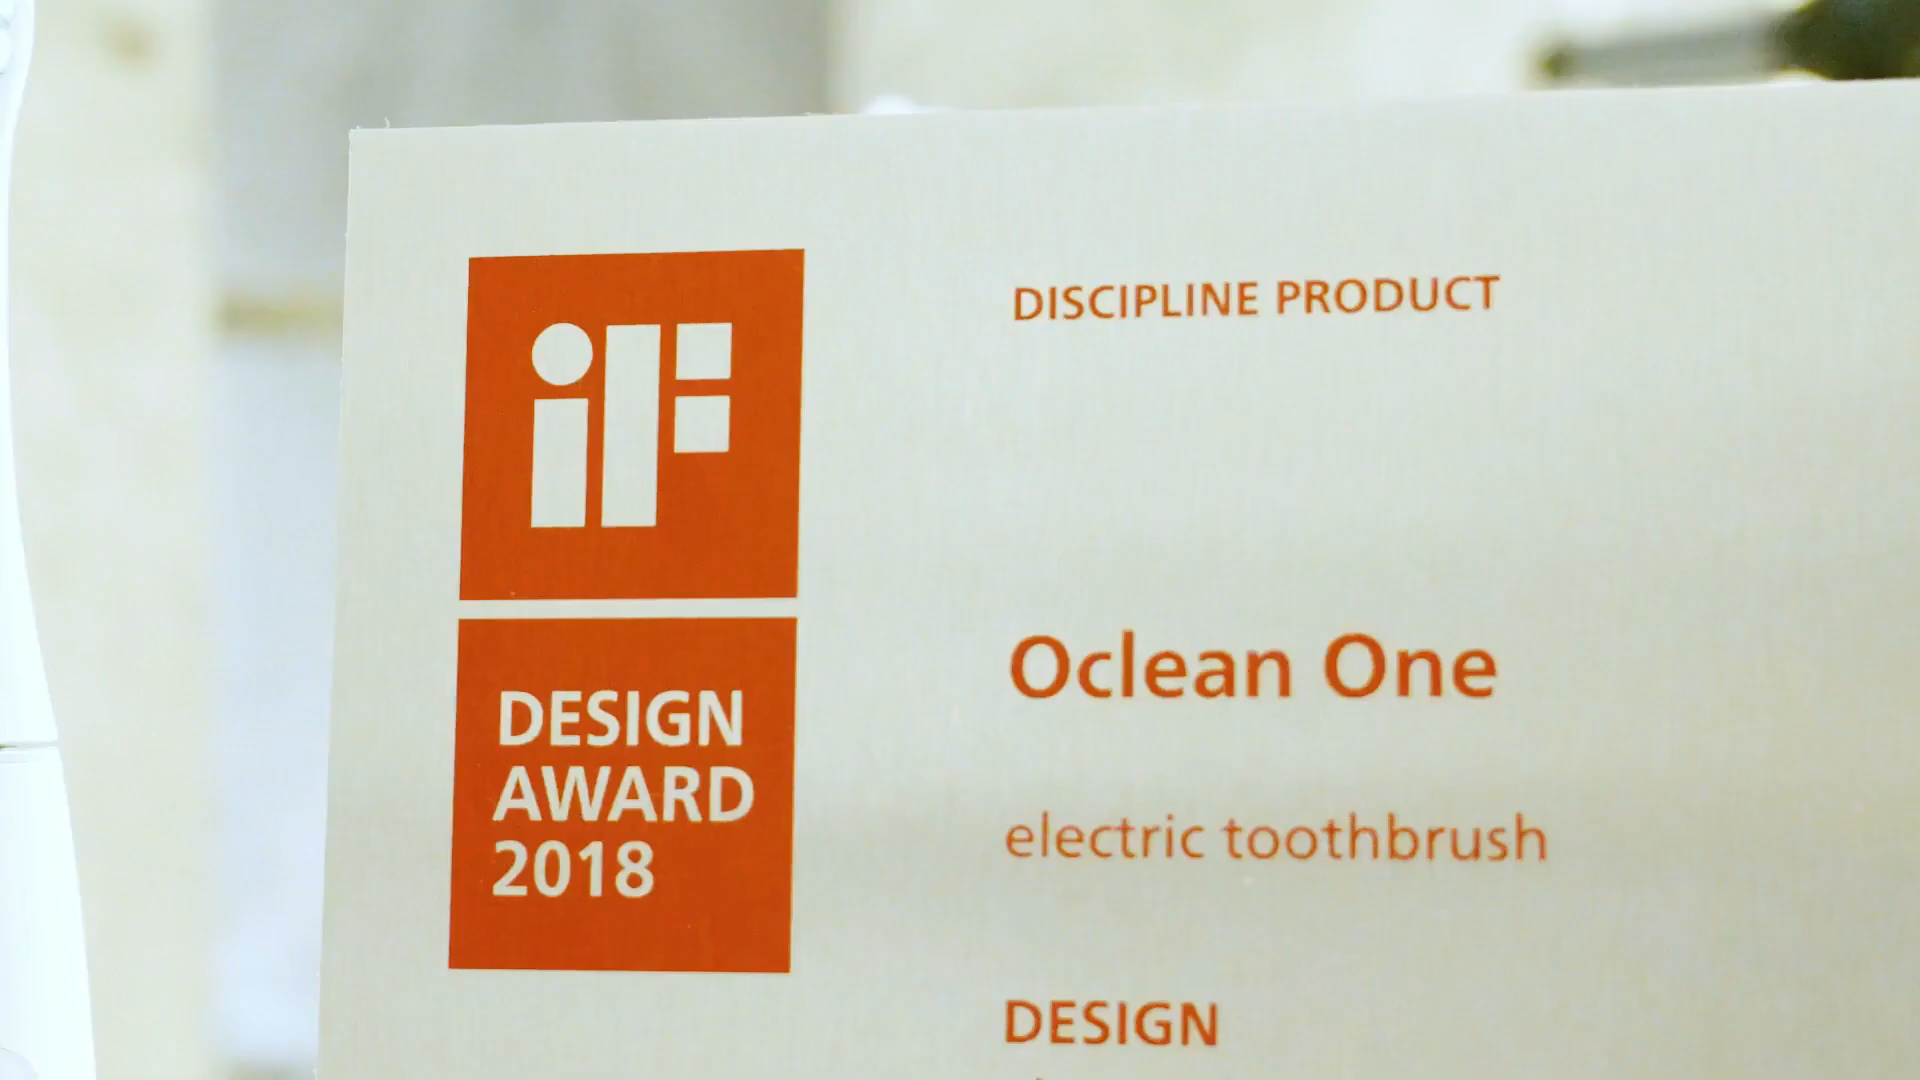 iF
DESIGN
AWARD
2018
DISCIPLINE PRODUCT
Oclean One
electric toothbrush
DESIGN